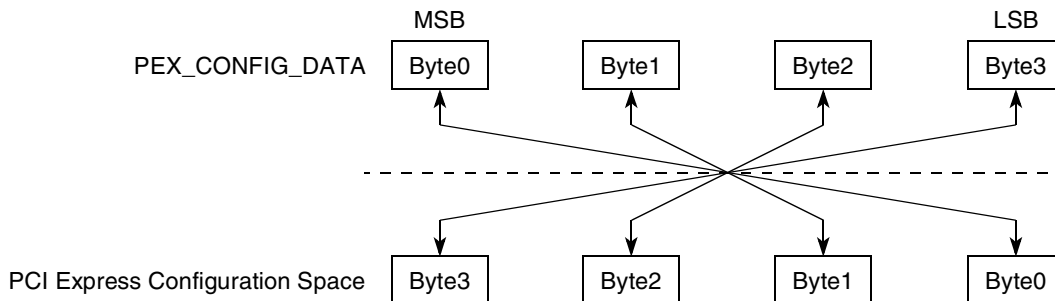 MSB LSB
PEX_CONFIG_DATA Byte0 Byte1 Byte2 Byte3
PCI Express Configuration Space Byte3 Byte2 Byte1 Byte0